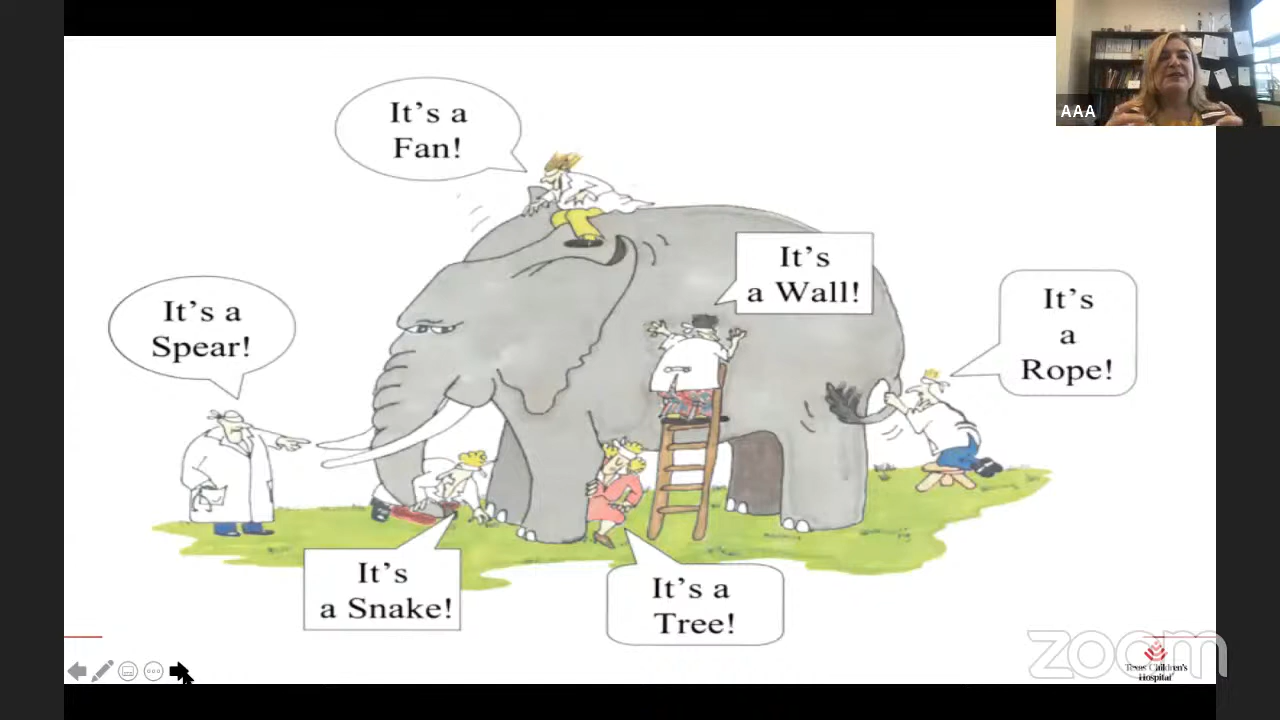 AAA
It's a
Fan!
It's
a Wall!
It's a
Spear!
It's
a
Rope!
It's
a Snake!
It's a
Tree!
zoom
Texas Children's
Hospital